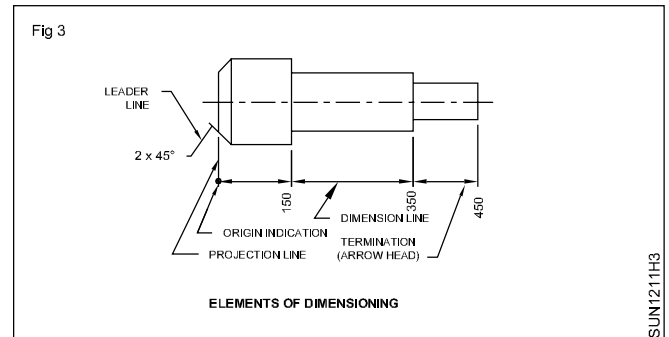 Fig 3
LEADER
LINE
2 x 45°
150
350
450
DIMENSION LINE
ORIGIN INDICATION
TERMINATION
(ARROW HEAD)
PROJECTION LINE
ELEMENTS OF DIMENSIONING
SUN1211H3